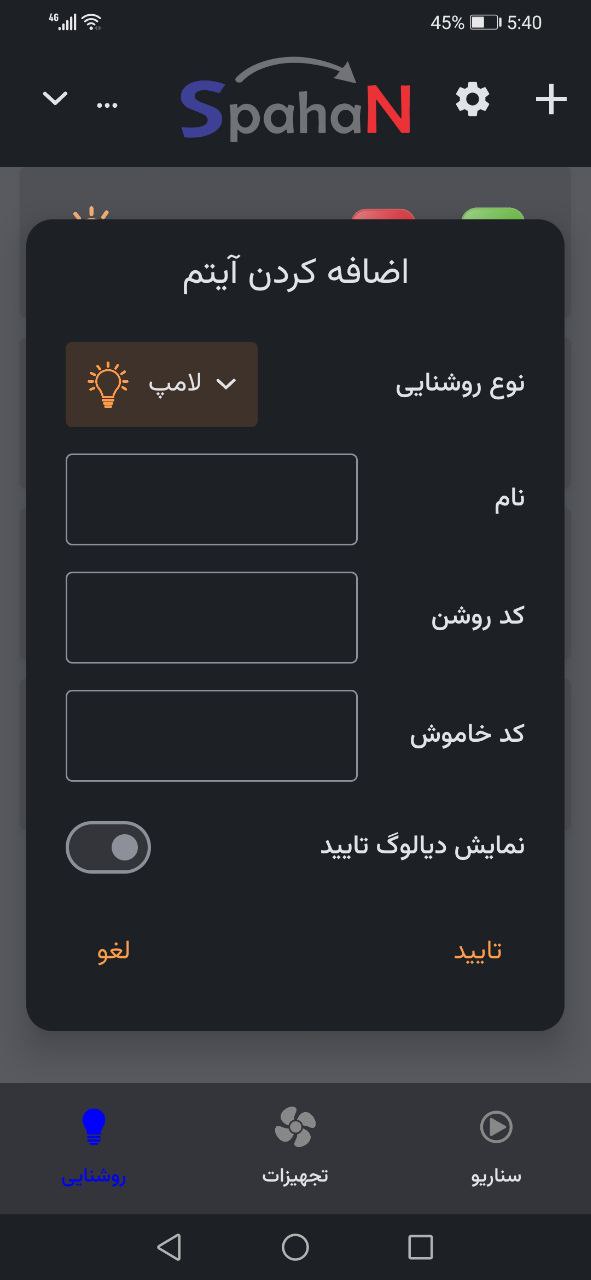 4G
45% 5:40
SpahaN
اضافه کردن آیتم
نوع روشنایی
لامپ
نام
کد روشن
کد خاموش
نمایش دیالوگ تایید
تایید
لغو
سناریو
تجهیزات
روشنایی